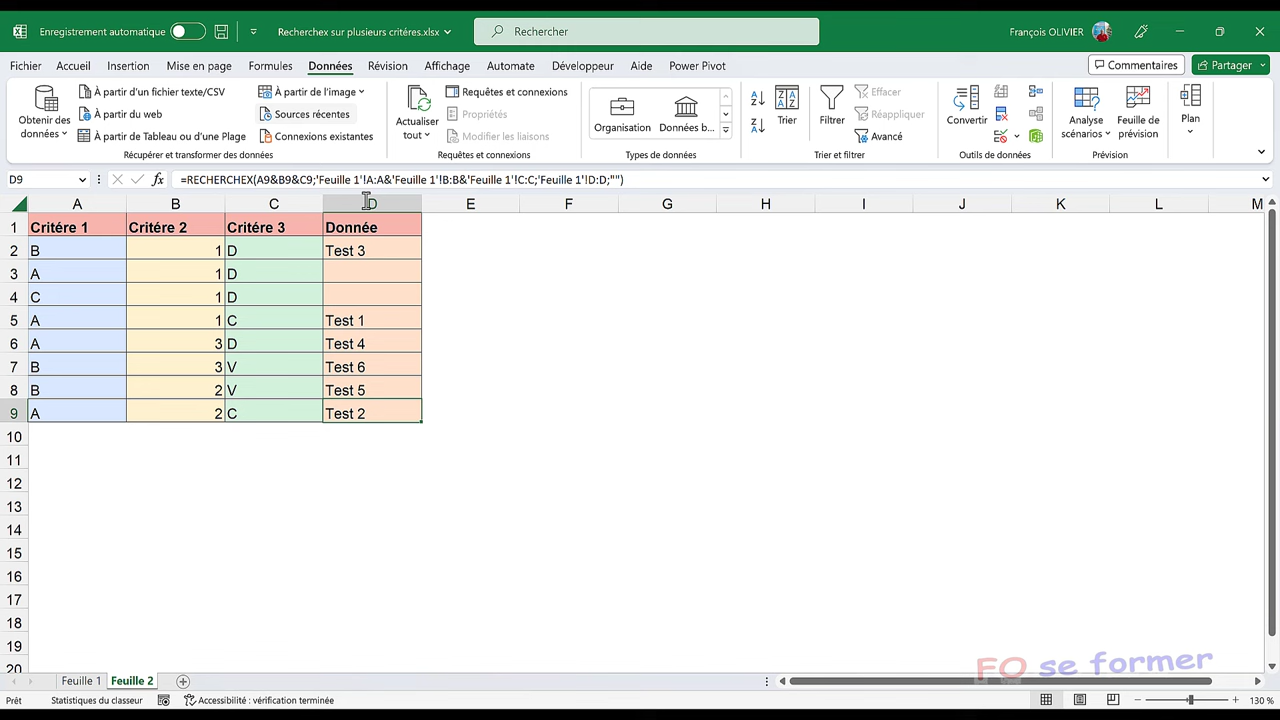 Enregistrement automatique
Recherchex sur plusieurs critéres.xlsx
Rechercher
François OLIVIER
Fichier Accueil Insertion Mise en page Formules Données Révision Affichage Automate Développeur Aide Power Pivot
Commentaires
Partager
Obtenir des données
À partir d'un fichier texte/CSV
À partir du web
À partir de Tableau ou d'une Plage
À partir de l'image
Sources récentes
Connexions existantes
Récupérer et transformer des données
Actualiser tout
Requêtes et connexions
Propriétés
Modifier les liaisons
Requêtes et connexions
Organisation
Données b...
Types de données
Trier
Filtrer
Effacer
Réappliquer
Avancé
Trier et filtrer
Convertir
Outils de données
Analyse scénarios
Feuille de prévision
Prévision
Plan
D9
fx
=RECHERCHEX(A9&B9&C9;'Feuille 1'!A:A&'Feuille 1'!B:B&'Feuille 1'!C:C;'Feuille 1'!D:D;"")
A B C D E F G H I J K L M
1 Critére 1 Critére 2 Critére 3 Donnée
2 B 1 D Test 3
3 A 1 D
4 C 1 D
5 A 1 C Test 1
6 A 3 D Test 4
7 B 3 V Test 6
8 B 2 V Test 5
9 A 2 C Test 2
10
11
12
13
14
15
16
17
18
19
20
FO se former
Feuille 1 Feuille 2
Prêt
Statistiques du classeur
Accessibilité : vérification terminée
130 %